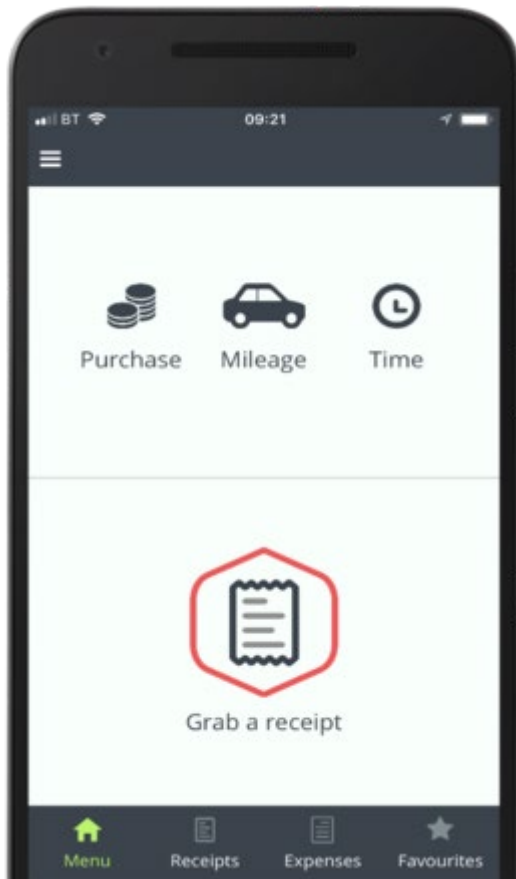 BT 09:21
Purchase Mileage Time
Grab a receipt
Menu Receipts Expenses Favourites